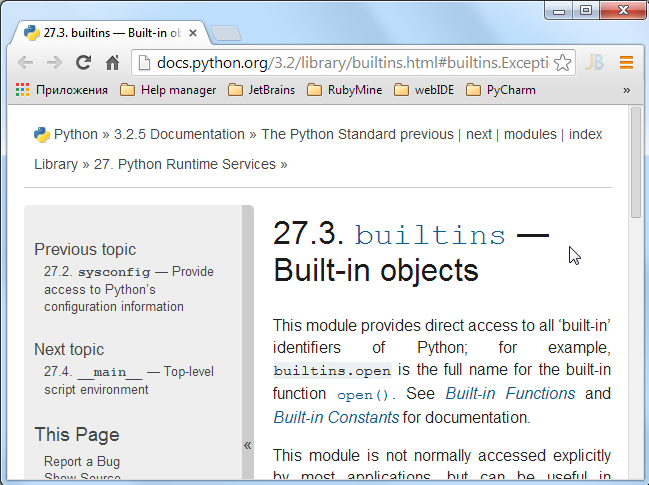 27.3. builtins — Built-in ob
docs.python.org/3.2/library/builtins.html#builtins.Excepti
JB
Приложения Help manager JetBrains RubyMine webIDE PyCharm »
Python » 3.2.5 Documentation » The Python Standard previous | next | modules | index
Library » 27. Python Runtime Services »
Previous topic
27.2. sysconfig — Provide
access to Python's
configuration information
Next topic
27.4. __main__ — Top-level
script environment
This Page
Report a Bug
Show Source
«
27.3. builtins —
Built-in objects
This module provides direct access to all ‘built-in’
identifiers of Python; for example,
builtins.open is the full name for the built-in
function open(). See Built-in Functions and
Built-in Constants for documentation.
This module is not normally accessed explicitly
by most applications, but can be useful in